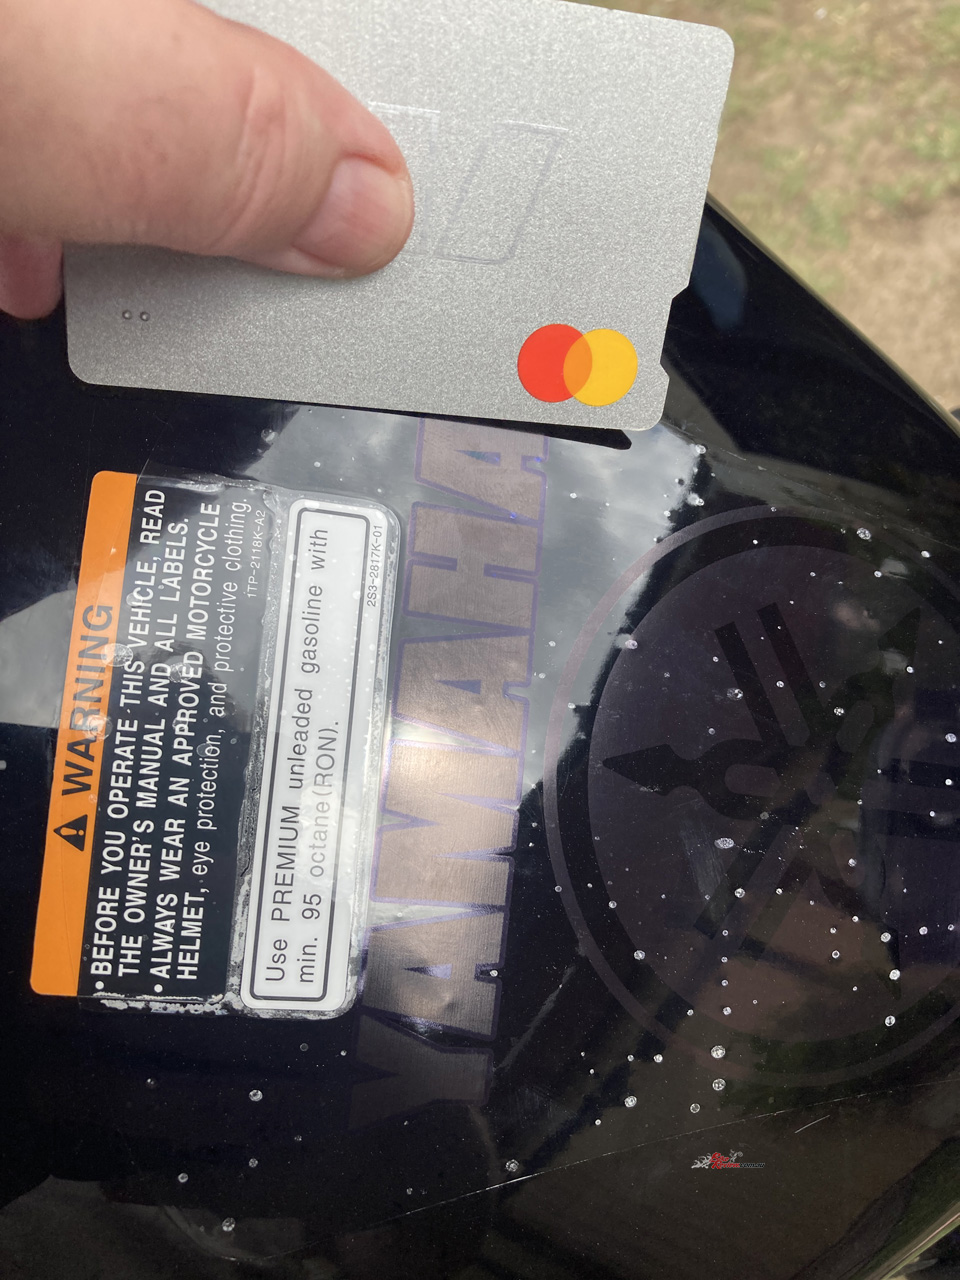 ⚠ WARNING
• BEFORE YOU OPERATE THIS VEHICLE, READ
THE OWNER'S MANUAL AND ALL LABELS.
• ALWAYS WEAR AN APPROVED MOTORCYCLE
HELMET, eye protection, and protective clothing.
1TP-2118K-A2
Use PREMIUM unleaded gasoline with
min. 95 octane(RON).
2S3-2817K-01
YAMAHA